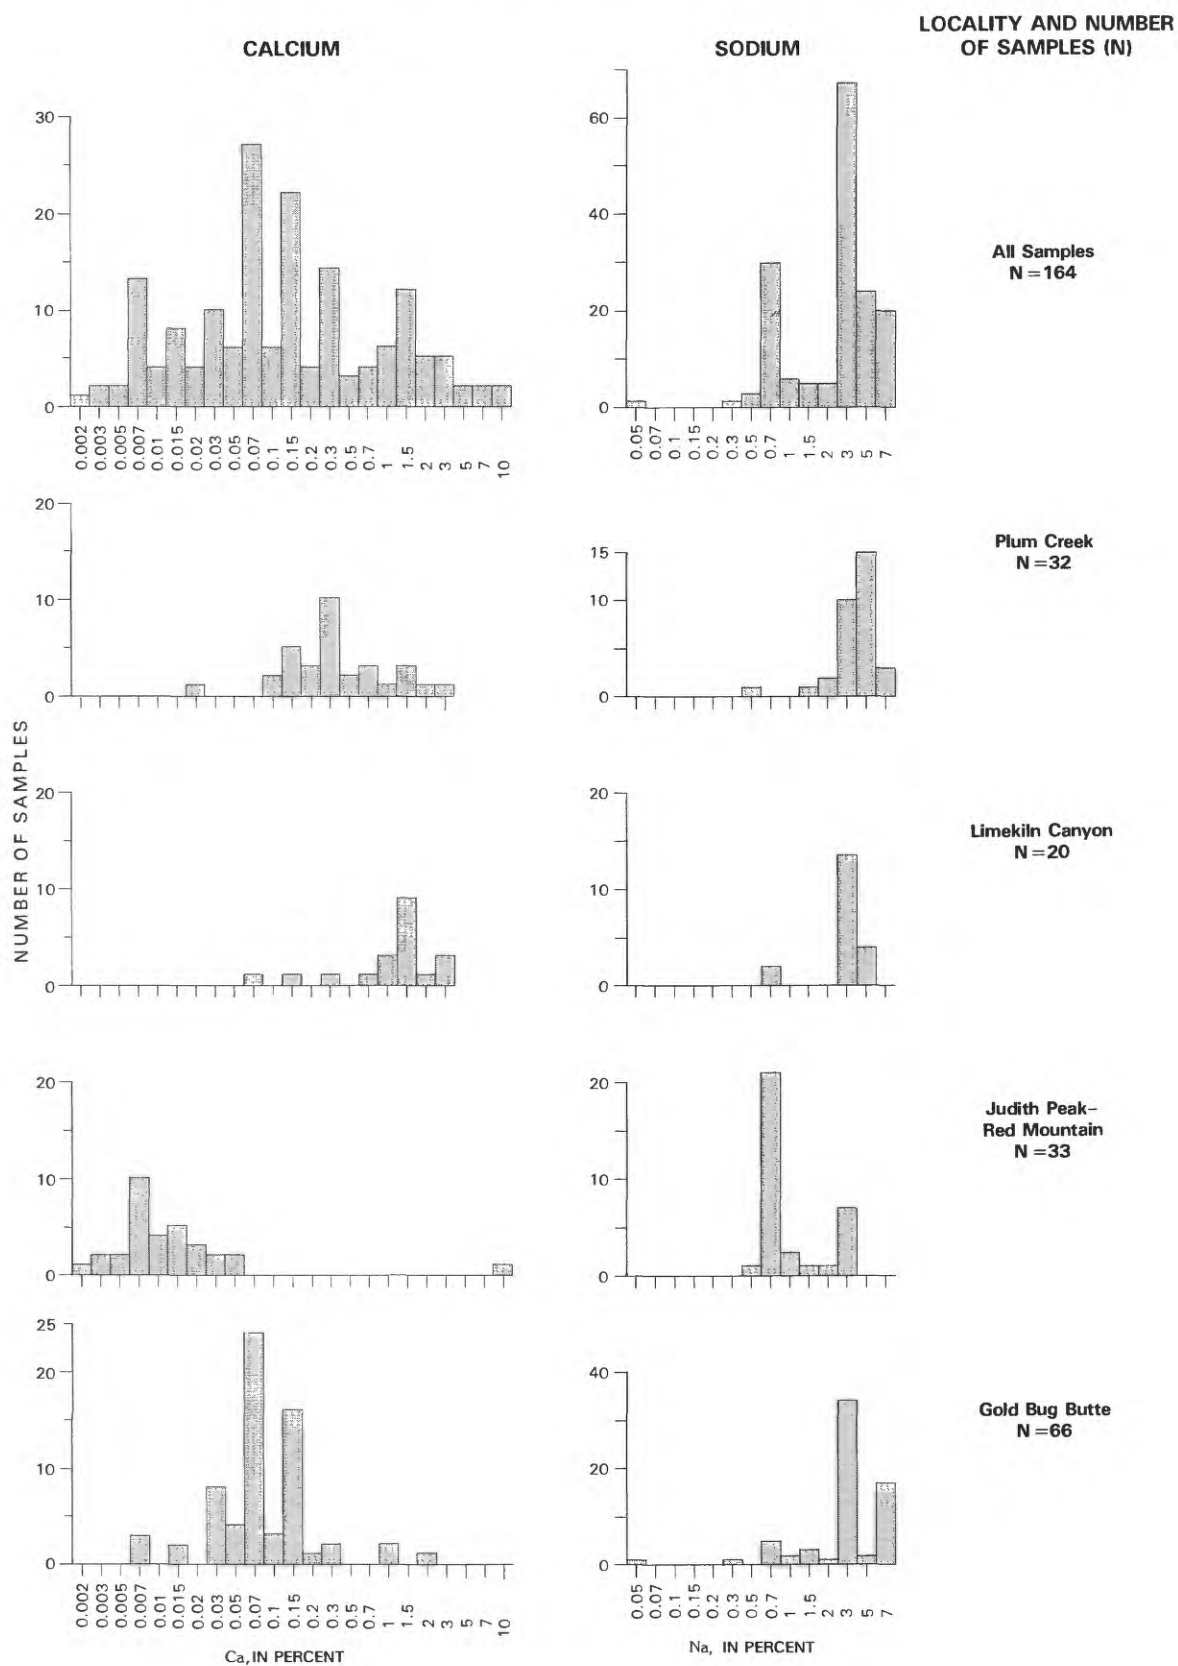 CALCIUM
SODIUM
LOCALITY AND NUMBER
OF SAMPLES (N)
30
20
10
0
0.002 0.003 0.005 0.007 0.01 0.015 0.02 0.03 0.05 0.07 0.1 0.15 0.2 0.3 0.5 0.7 1 1.5 2 3 5 7 10
60
40
20
0
0.05 0.07 0.1 0.15 0.2 0.3 0.5 0.7 1 1.5 2 3 5 7
All Samples
N =164
NUMBER OF SAMPLES
20
10
0
15
10
5
0
Plum Creek
N =32
20
10
0
20
10
0
Limekiln Canyon
N =20
20
10
0
20
10
0
Judith Peak–
Red Mountain
N =33
25
20
10
0
0.002 0.003 0.005 0.007 0.01 0.015 0.02 0.03 0.05 0.07 0.1 0.15 0.2 0.3 0.5 0.7 1 1.5 2 3 5 7 10
Ca, IN PERCENT
40
20
0
0.05 0.07 0.1 0.15 0.2 0.3 0.5 0.7 1 1.5 2 3 5 7
Na, IN PERCENT
Gold Bug Butte
N =66